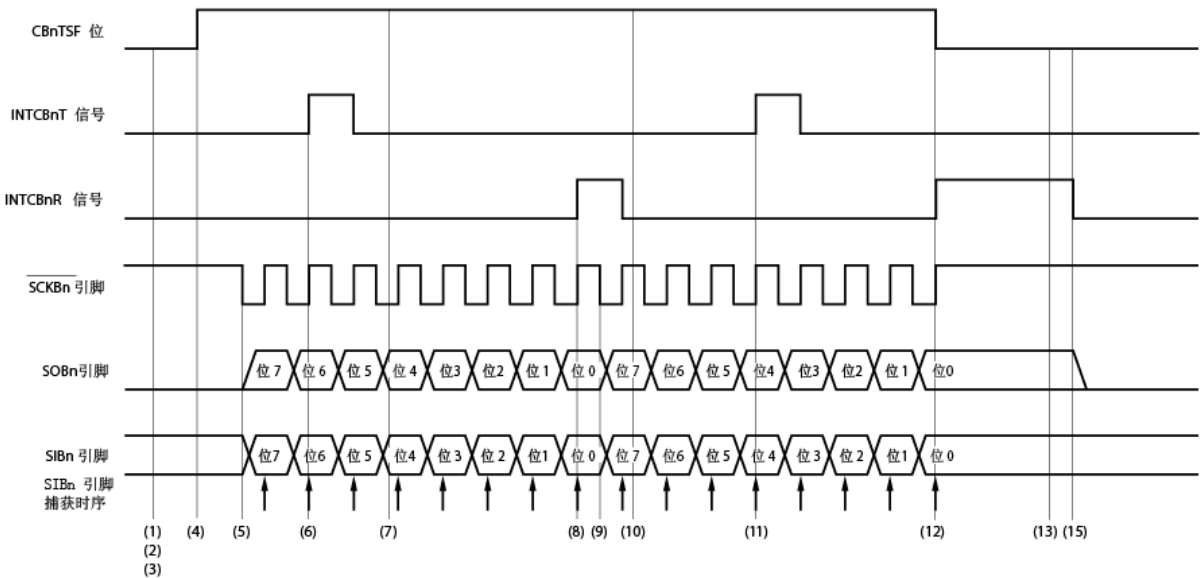 CBnTSF 位
INTCBnT 信号
INTCBnR 信号
SCKBn 引脚
SOBn引脚
位 7 位 6 位 5 位 4 位3 位2 位 1 位 0 位 7 位6 位5 位4 位3 位2 位 1 位0
SIBn 引脚
位7 位6 位 5 位4 位 3 位 2 位1 位 0 位 7 位 6 位 5 位 4 位 3 位 2 位1 位 0
SIBn 引脚
捕获时序
(1) (4) (5) (6) (7) (8) (9) (10) (11) (12) (13) (15)
(2)
(3)